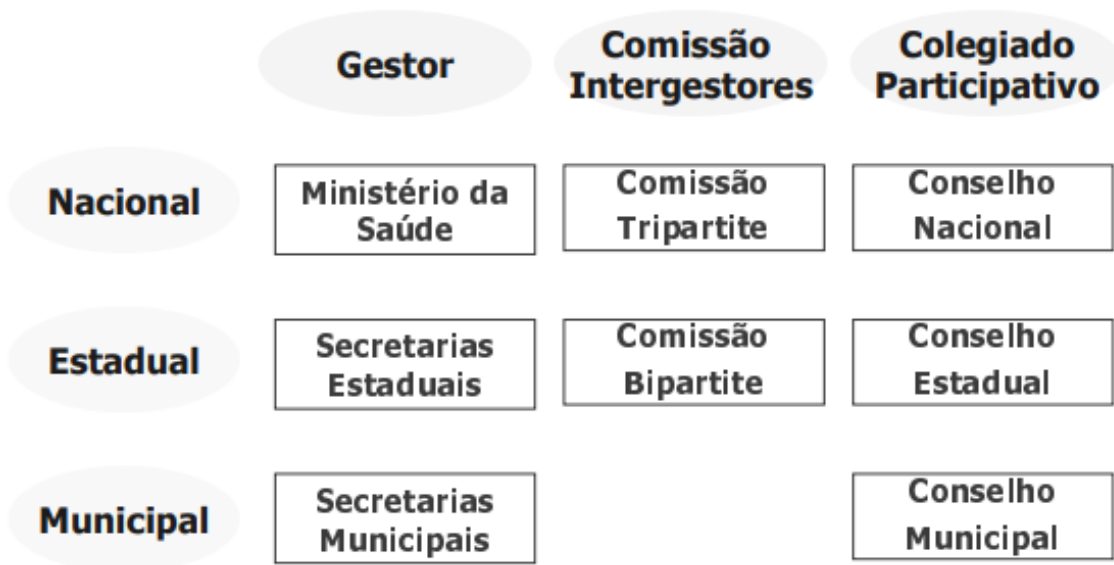 Gestor
Comissão
Intergestores
Colegiado
Participativo
Nacional
Ministério da
Saúde
Comissão
Tripartite
Conselho
Nacional
Estadual
Secretarias
Estaduais
Comissão
Bipartite
Conselho
Estadual
Municipal
Secretarias
Municipais
Conselho
Municipal